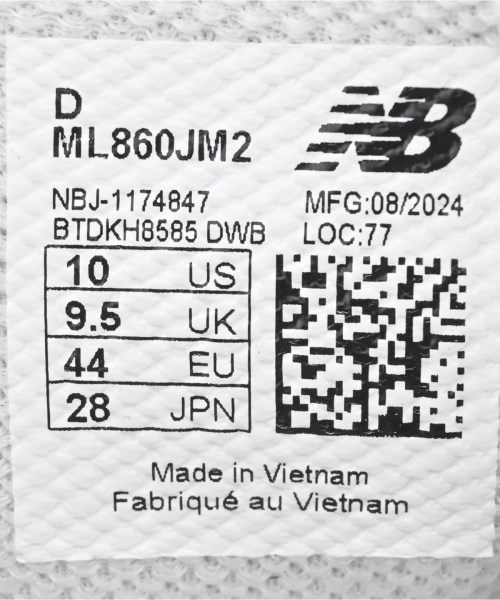 D
ML860JM2
NB
NBJ-1174847
MFG:08/2024
BTDKH8585 DWB
LOC:77
10 US
9.5 UK
44 EU
28 JPN
Made in Vietnam
Fabriqué au Vietnam